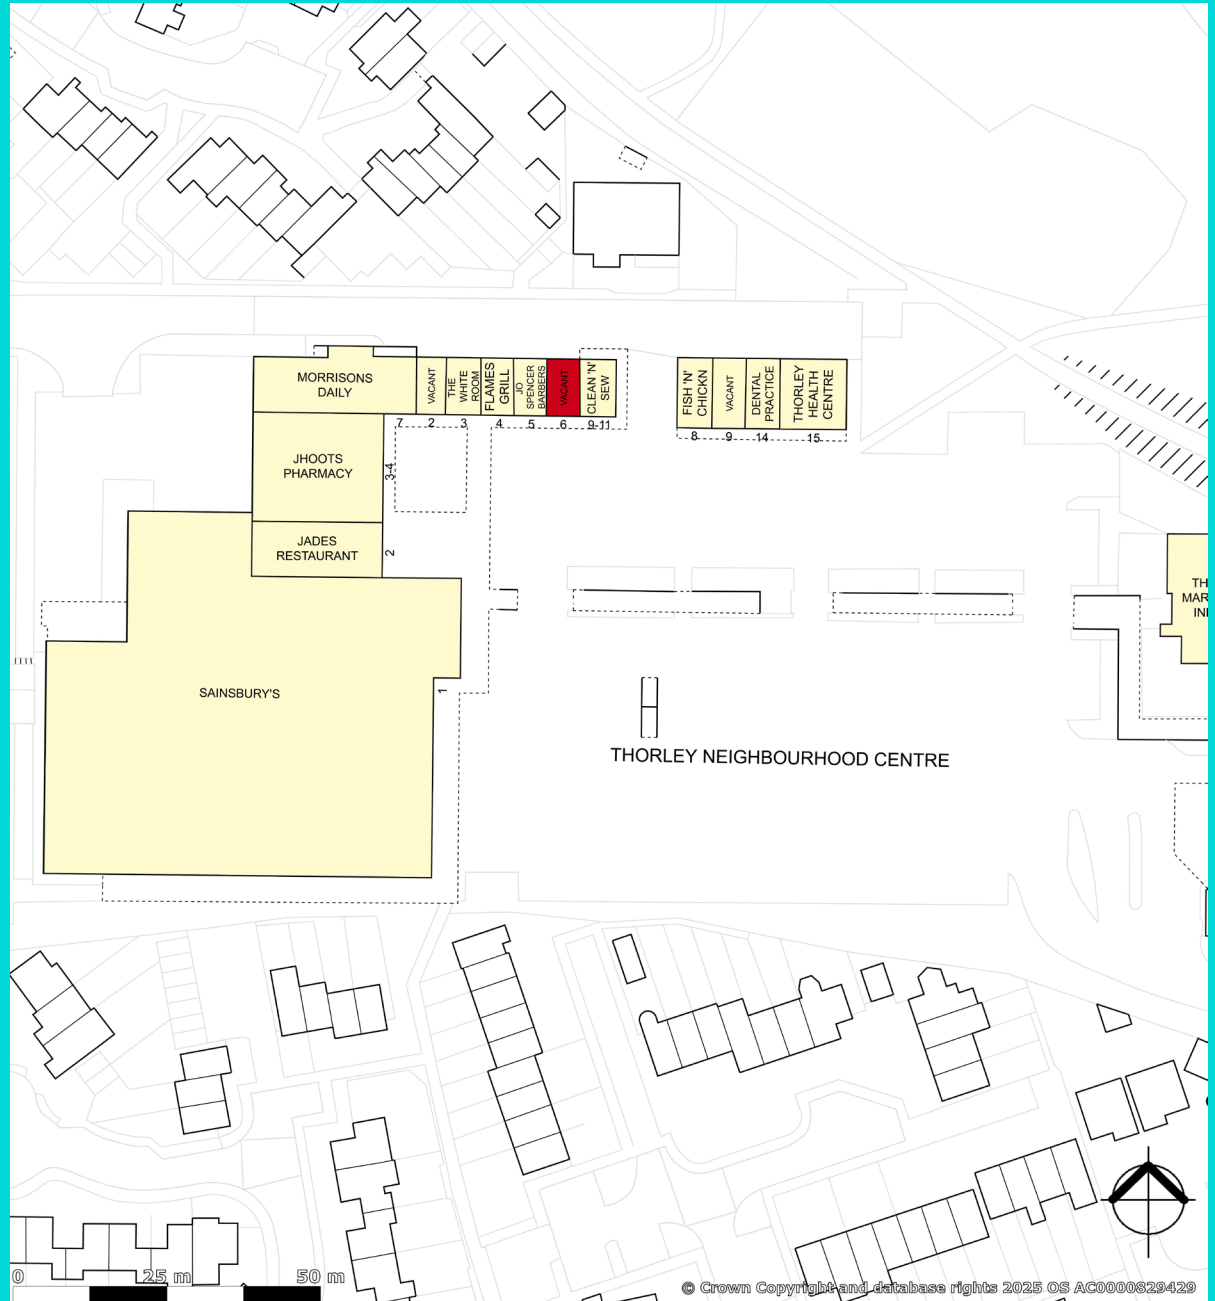 MORRISONS
DAILY
VACANT
THE
WHITE
ROOM
FLAMES
GRILL
JO
SPENCER
BARBERS
VACANT
CLEAN 'N'
SEW
FISH 'N'
CHICKN
VACANT
DENTAL
PRACTICE
THORLEY
HEALTH
CENTRE
7
2
3
4
5
6
9-11
8
9
14
15
JHOOTS
PHARMACY
3-4
JADES
RESTAURANT
2
TH
MAR
IN
SAINSBURY'S
1
THORLEY NEIGHBOURHOOD CENTRE
0
25 m
50 m
© Crown Copyright and database rights 2025 OS AC0000829429